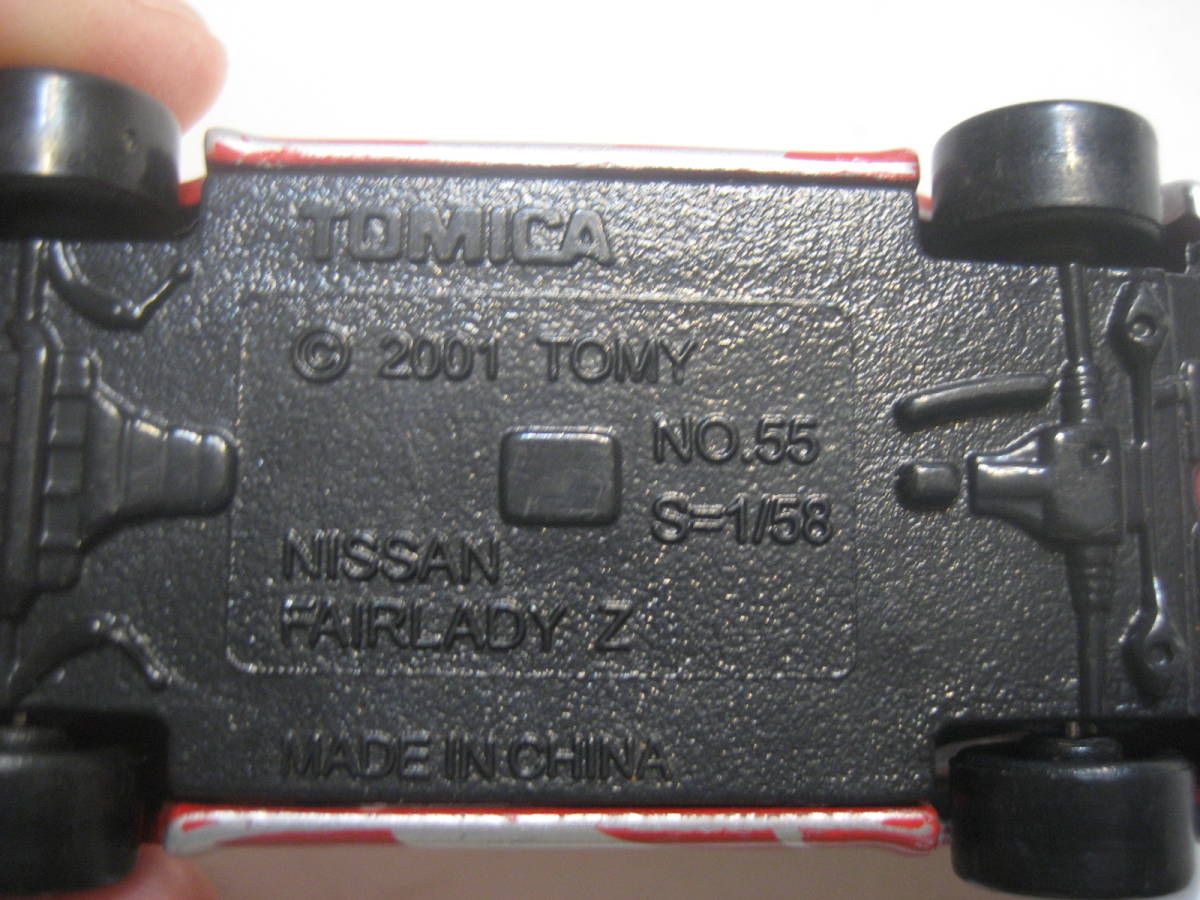 TOMICA
© 2001 TOMY
NO.55
S=1/58
NISSAN
FAIRLADY Z
MADE IN CHINA